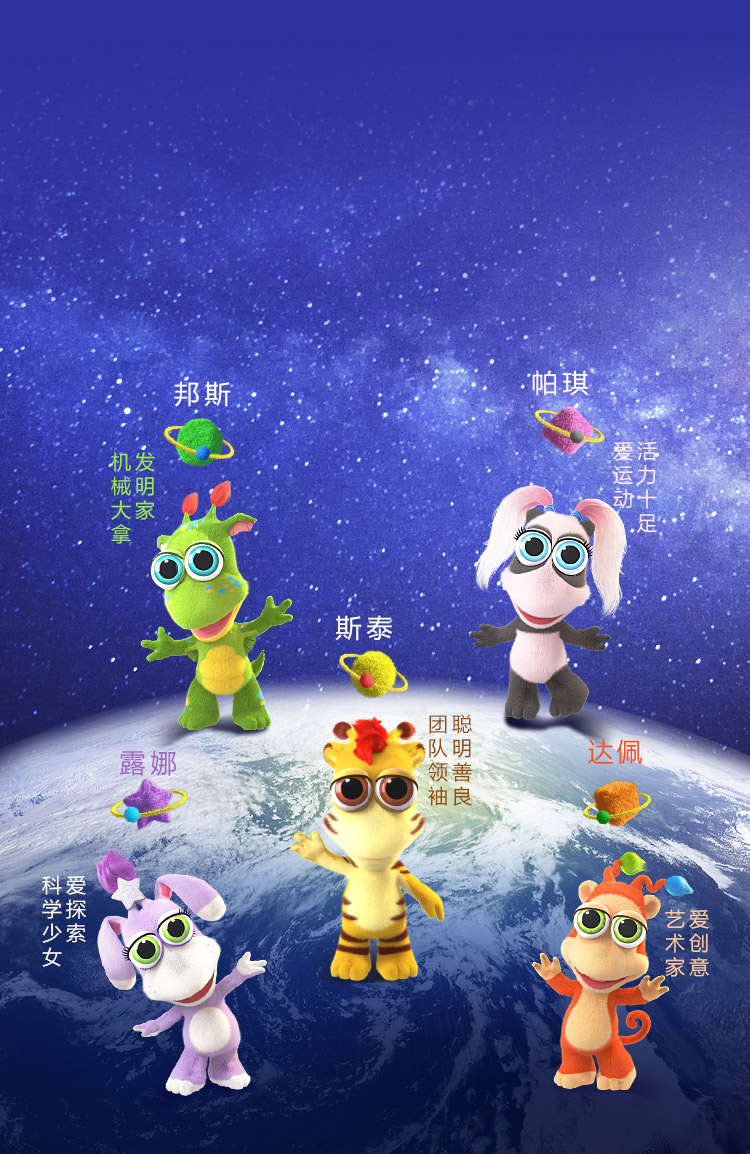 邦斯
发明家
机械大拿
帕琪
活力十足
爱运动
斯泰
聪明善良
团队领袖
露娜
爱探索
科学少女
达佩
爱创意
艺术家